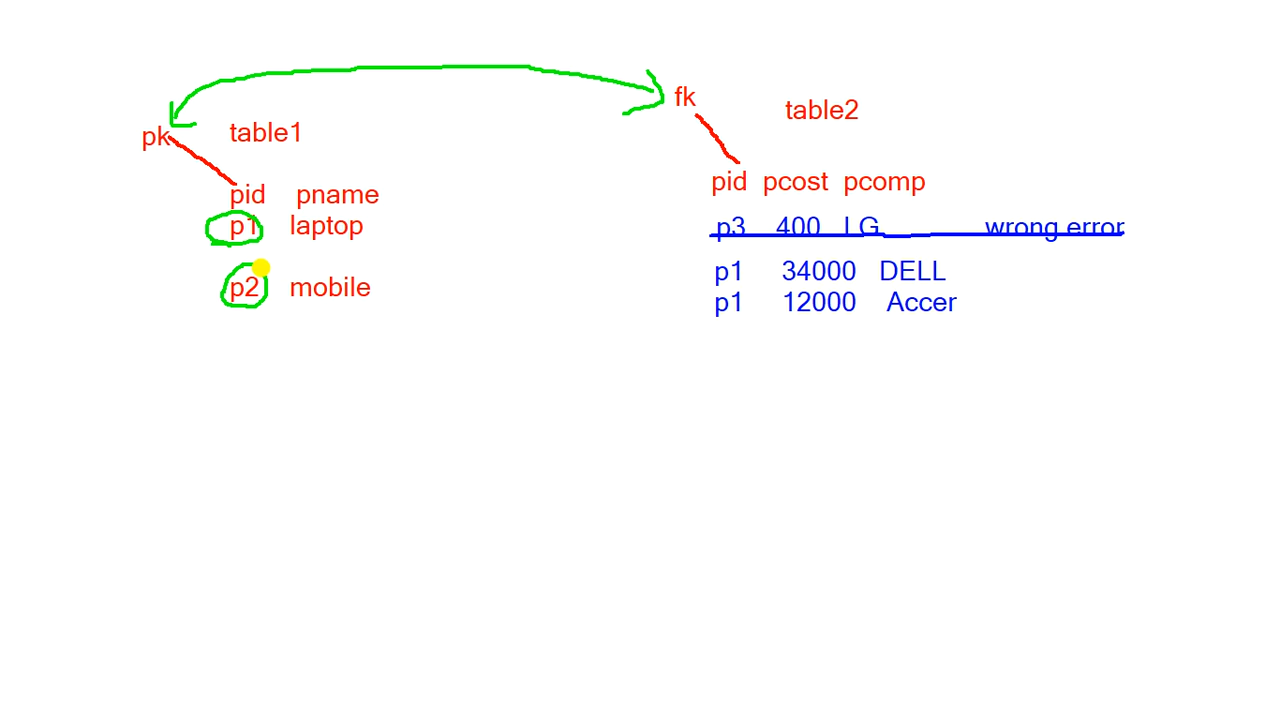 fk
table2
pk table1
pid pcost pcomp
pid pname
p1 laptop
p3 400 LG wrong error
p1 34000 DELL
p2 mobile
p1 12000 Accer